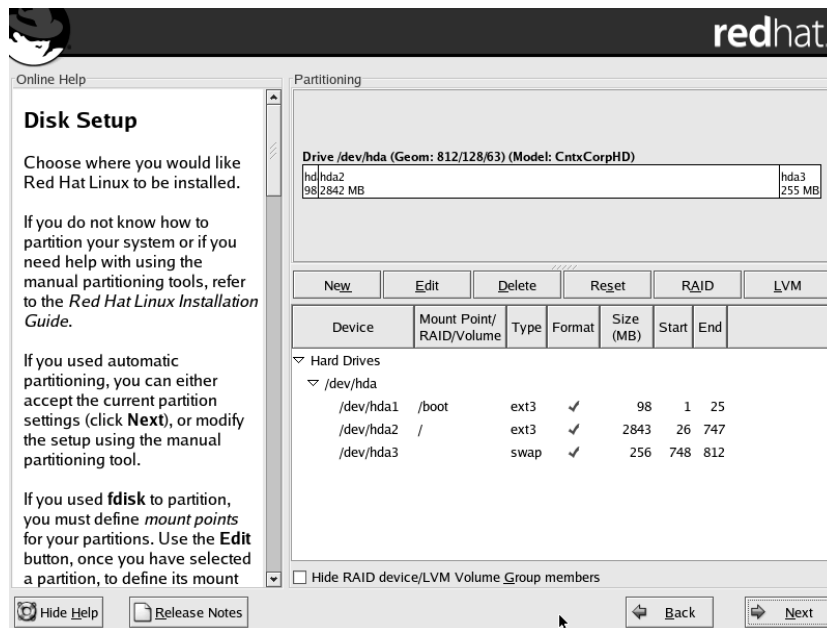 redhat.
Online Help
Disk Setup
Choose where you would like
Red Hat Linux to be installed.
If you do not know how to
partition your system or if you
need help with using the
manual partitioning tools, refer
to the Red Hat Linux Installation
Guide.
If you used automatic
partitioning, you can either
accept the current partition
settings (click Next), or modify
the setup using the manual
partitioning tool.
If you used fdisk to partition,
you must define mount points
for your partitions. Use the Edit
button, once you have selected
a partition, to define its mount
Partitioning
Drive /dev/hda (Geom: 812/128/63) (Model: CntxCorpHD)
hd hda2 hda3
98 2842 MB 255 MB
New Edit Delete Reset RAID LVM
Device Mount Point/ RAID/Volume Type Format Size (MB) Start End
Hard Drives
/dev/hda
/dev/hda1 /boot ext3 98 1 25
/dev/hda2 / ext3 2843 26 747
/dev/hda3 swap 256 748 812
Hide RAID device/LVM Volume Group members
Hide Help Release Notes Back Next